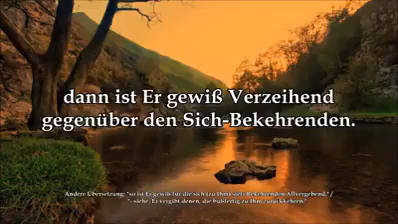 dann ist Er gewiß Verzeihend
gegenüber den Sich-Bekehrenden.
Andere Übersetzung: "so ist Er gewiß für die sich (zu Ihm) stets Bekehrenden Allvergebend." /
"- siehe, Er vergibt denen, die bußfertig zu Ihm zurückkehren."